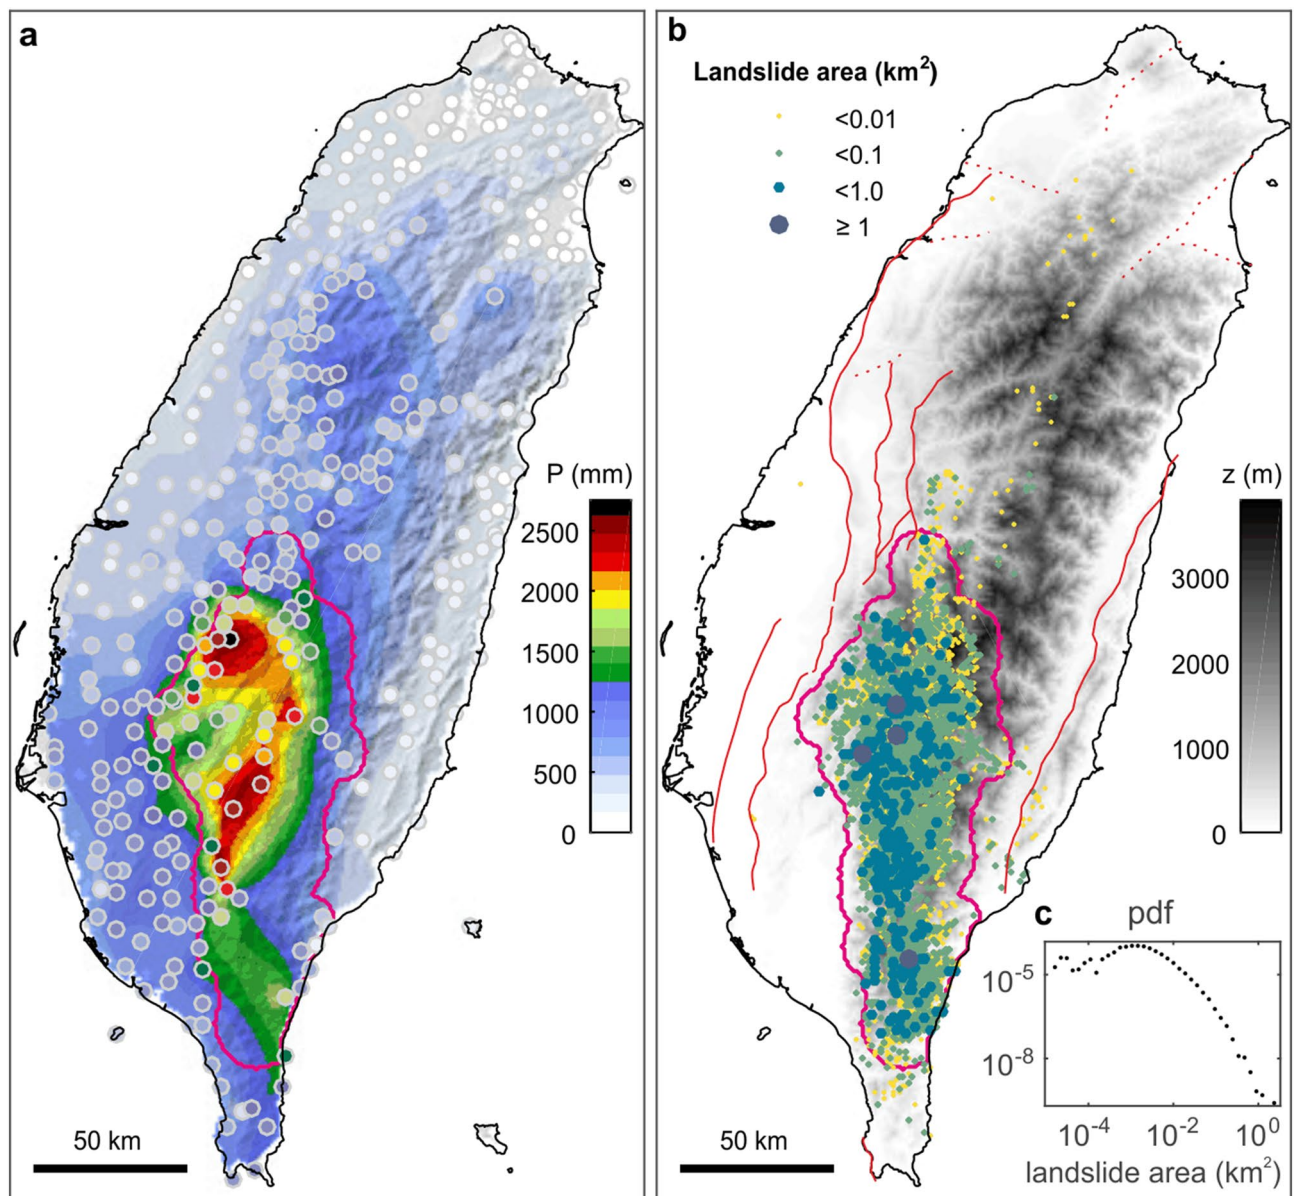 a
P (mm)
2500
2000
1500
1000
500
0
50 km
b
Landslide area (km²)
<0.01
<0.1
<1.0
≥ 1
z (m)
3000
2000
1000
0
50 km
c
pdf
10⁻⁵
10⁻⁸
10⁻⁴ 10⁻² 10⁰
landslide area (km²)